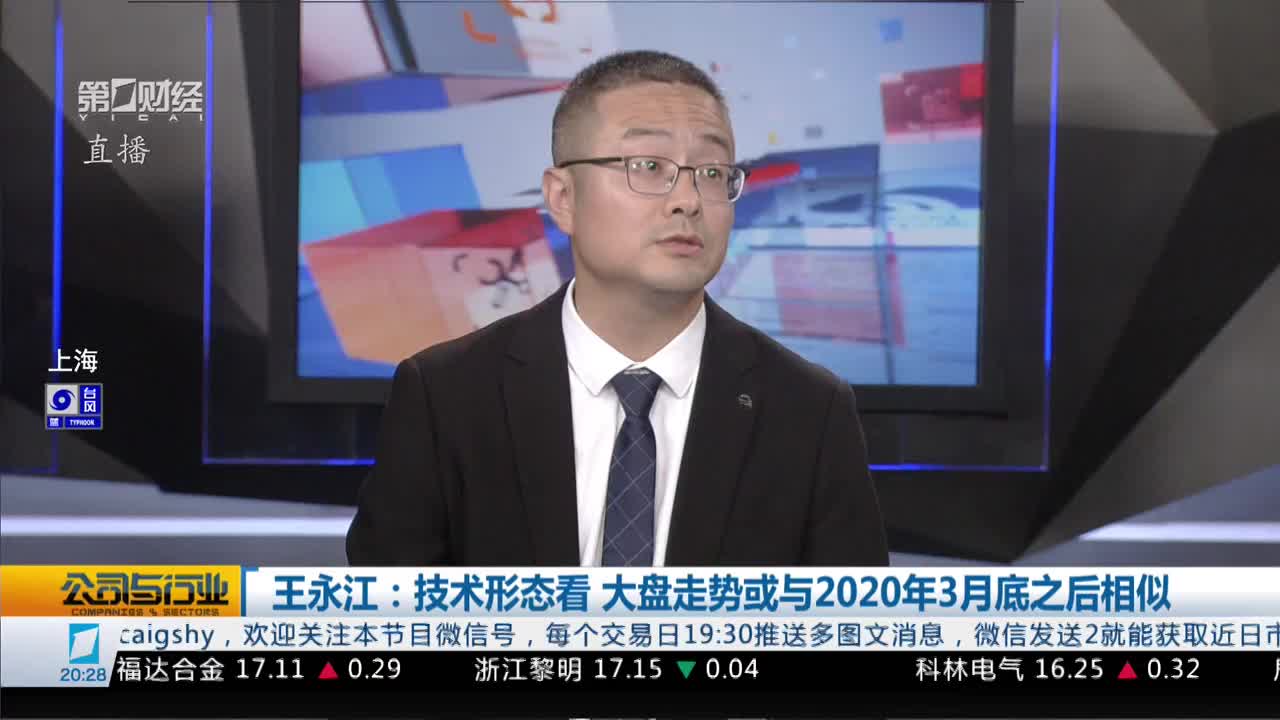 第一财经
YICAI
直播
上海
台风
TYPHOON
公司与行业
COMPANIES & SECTORS
王永江：技术形态看 大盘走势或与2020年3月底之后相似
caigshy，欢迎关注本节目微信号，每个交易日19:30推送多图文消息，微信发送2就能获取近日市
20:28
福达合金 17.11 ▲ 0.29 浙江黎明 17.15 ▼ 0.04 科林电气 16.25 ▲ 0.32